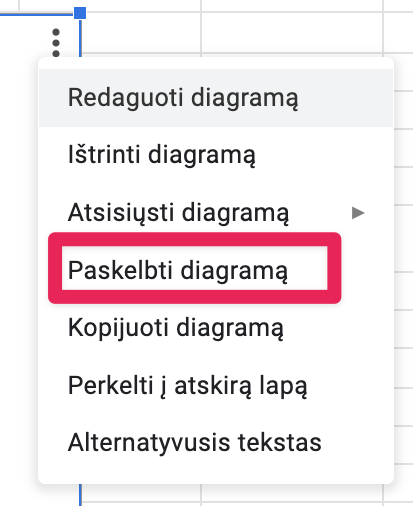 Redaguoti diagramą
Ištrinti diagramą
Atsisiųsti diagramą
Paskelbti diagramą
Kopijuoti diagramą
Perkelti į atskirą lapą
Alternatyvusis tekstas